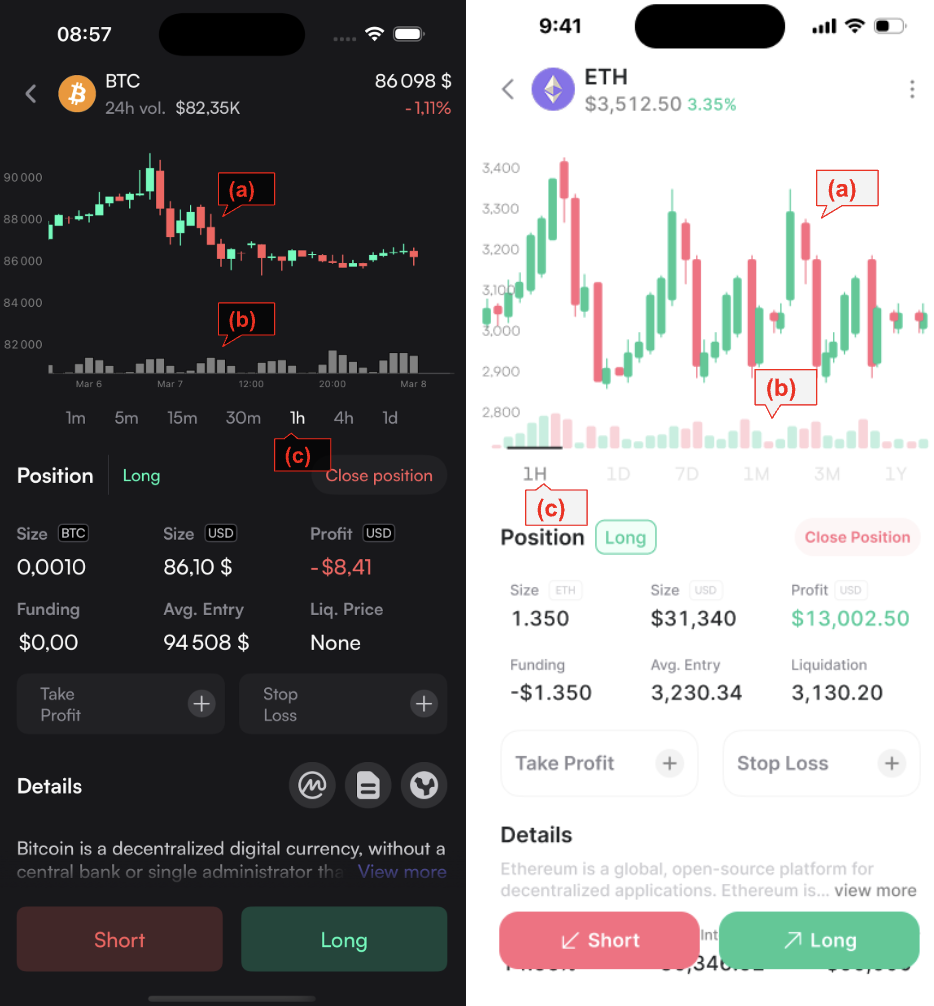 08:57
BTC
86 098 $
24h vol. $82,35K
-1,11%
90 000
(a)
88 000
86 000
84 000
(b)
82 000
Mar 6 Mar 7 12:00 20:00 Mar 8
1m 5m 15m 30m 1h 4h 1d
(c)
Position Long Close position
Size BTC Size USD Profit USD
0,0010 86,10 $ -$8,41
Funding Avg. Entry Liq. Price
$0,00 94 508 $ None
Take
Profit
+
Stop
Loss
+
Details
Bitcoin is a decentralized digital currency, without a
central bank or single administrator tha View more
Short Long
9:41
ETH
$3,512.50 3.35%
3,400
(a)
3,300
3,200
3,100
3,000
2,900
(b)
2,800
1H 1D 7D 1M 3M 1Y
(c)
Position Long Close Position
Size ETH Size USD Profit USD
1.350 $31,340 $13,002.50
Funding Avg. Entry Liquidation
-$1.350 3,230.34 3,130.20
Take Profit + Stop Loss +
Details
Ethereum is a global, open-source platform for
decentralized applications. Ethereum is... view more
Short Long
Int